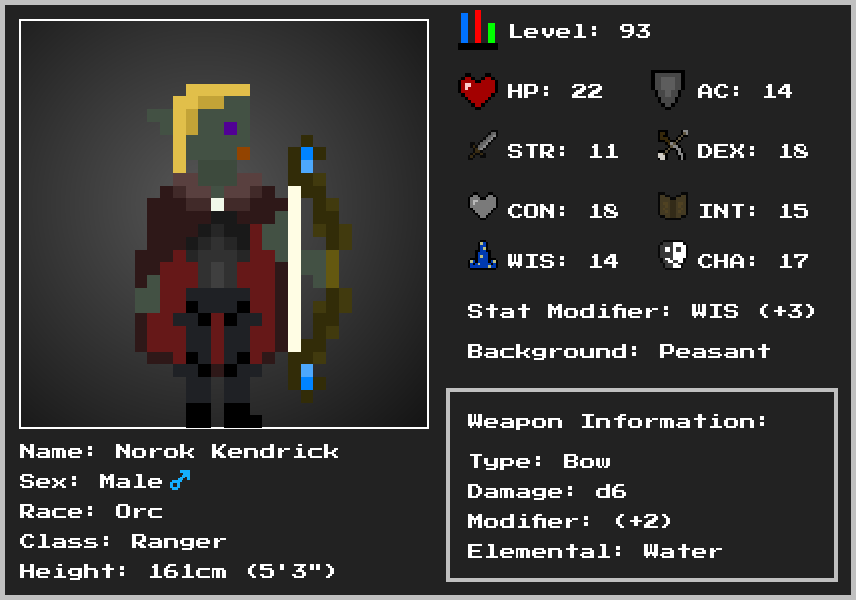 Level: 93
HP: 22
AC: 14
STR: 11
DEX: 18
CON: 18
INT: 15
WIS: 14
CHA: 17
Stat Modifier: WIS (+3)
Background: Peasant
Name: Norok Kendrick
Sex: Male ♂
Race: Orc
Class: Ranger
Height: 161cm (5'3")
Weapon Information:
Type: Bow
Damage: d6
Modifier: (+2)
Elemental: Water